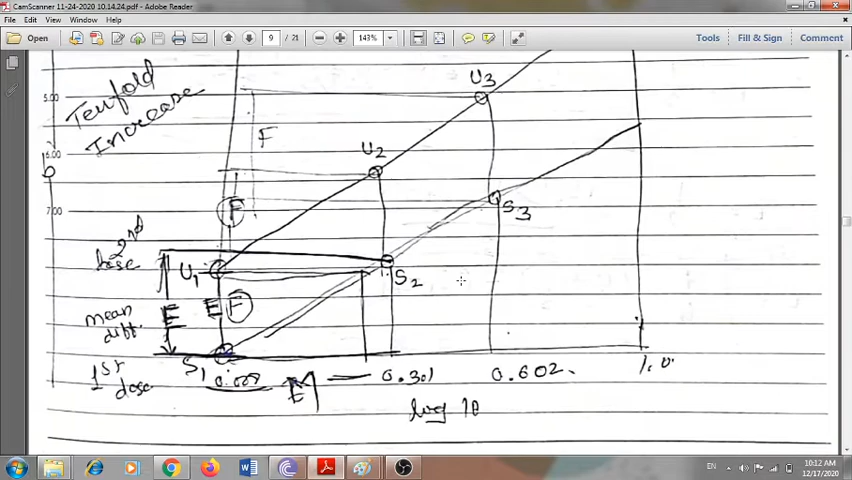 CamScanner 11-24-2020 10.14.24.pdf - Adobe Reader
File Edit View Window Help
Open
9 / 21
143%
Tools
Fill & Sign
Comment
Tenfold
Increase
5.00
6.00
7.00
F
U3
U2
F
S3
2nd
dose
U1
S2
E
E
F
mean
diff.
1st
dose
S1
0.301
0.602.
1.0
log 10
EN
10:12 AM
12/17/2020